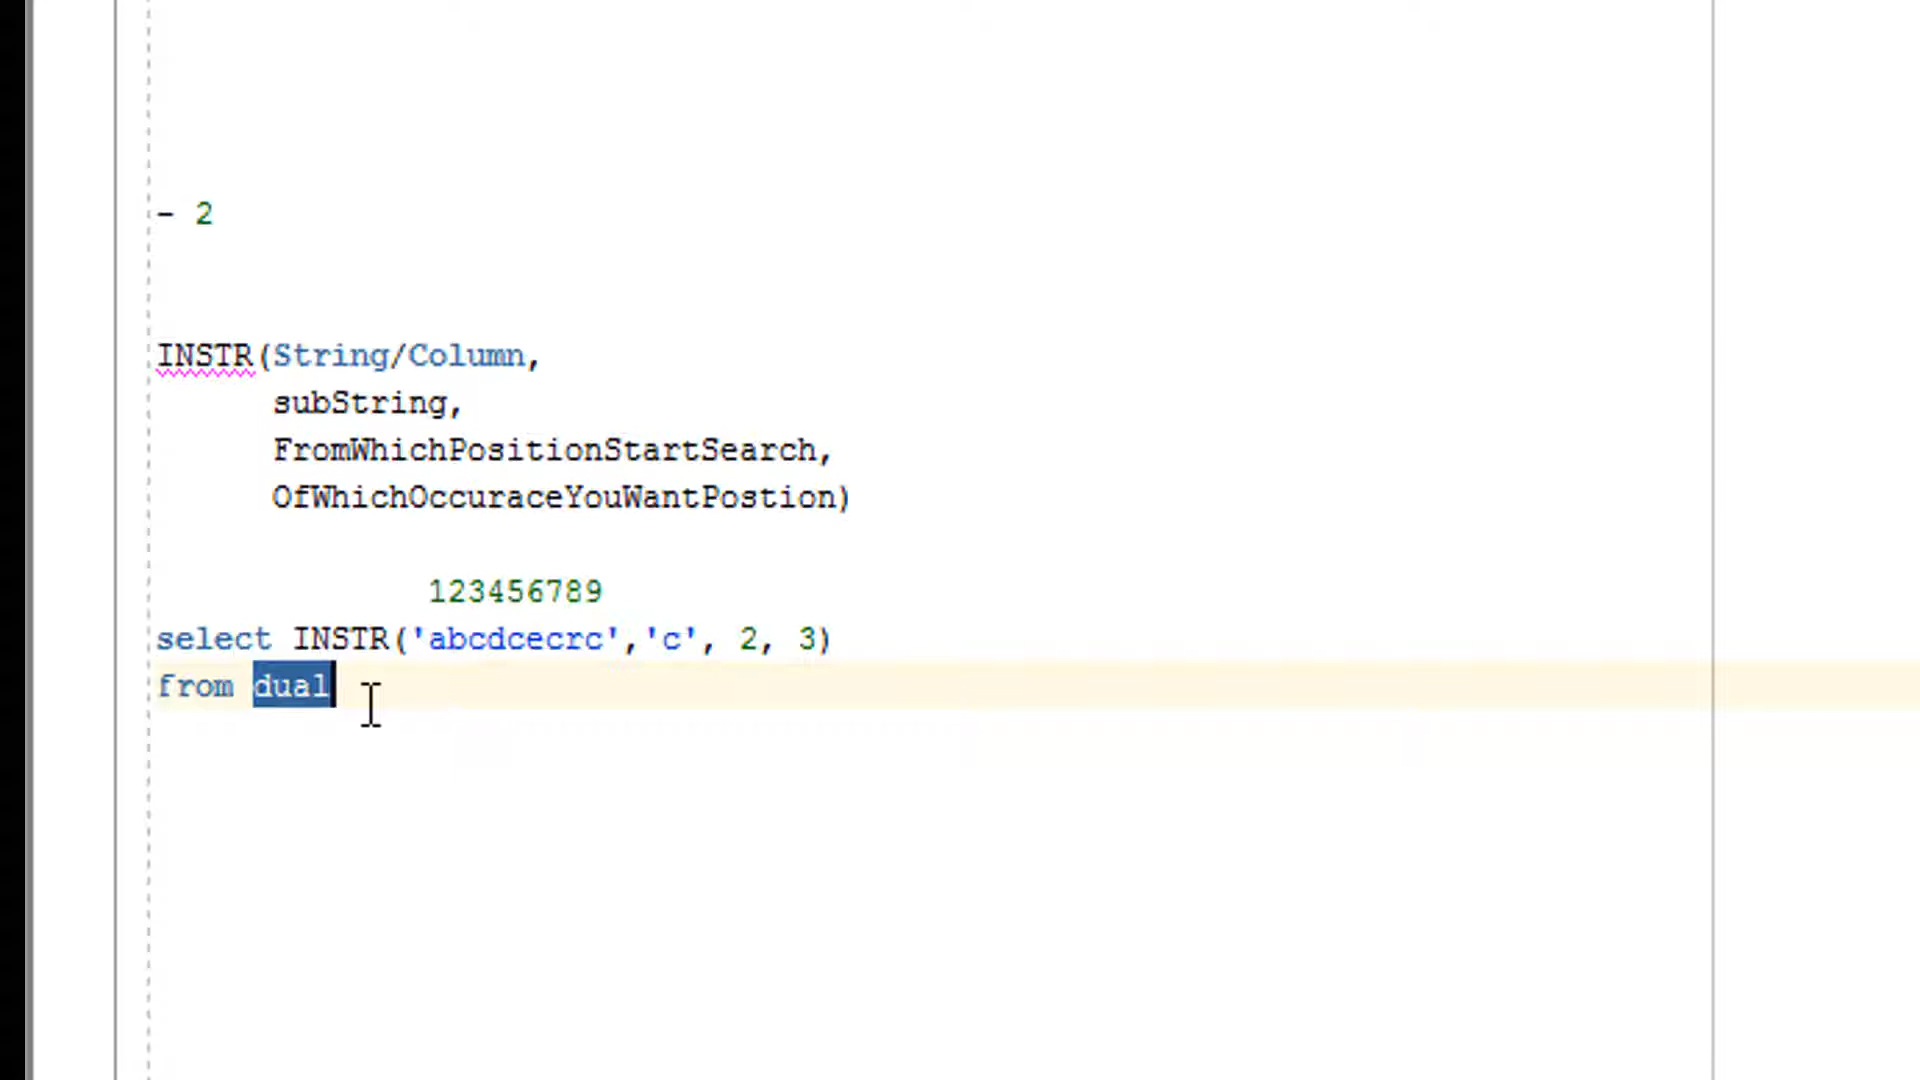 - 2
INSTR(String/Column,
subString,
FromWhichPositionStartSearch,
OfWhichOccuraceYouWantPostion)
123456789
select INSTR('abcdcecrc','c', 2, 3)
from dual